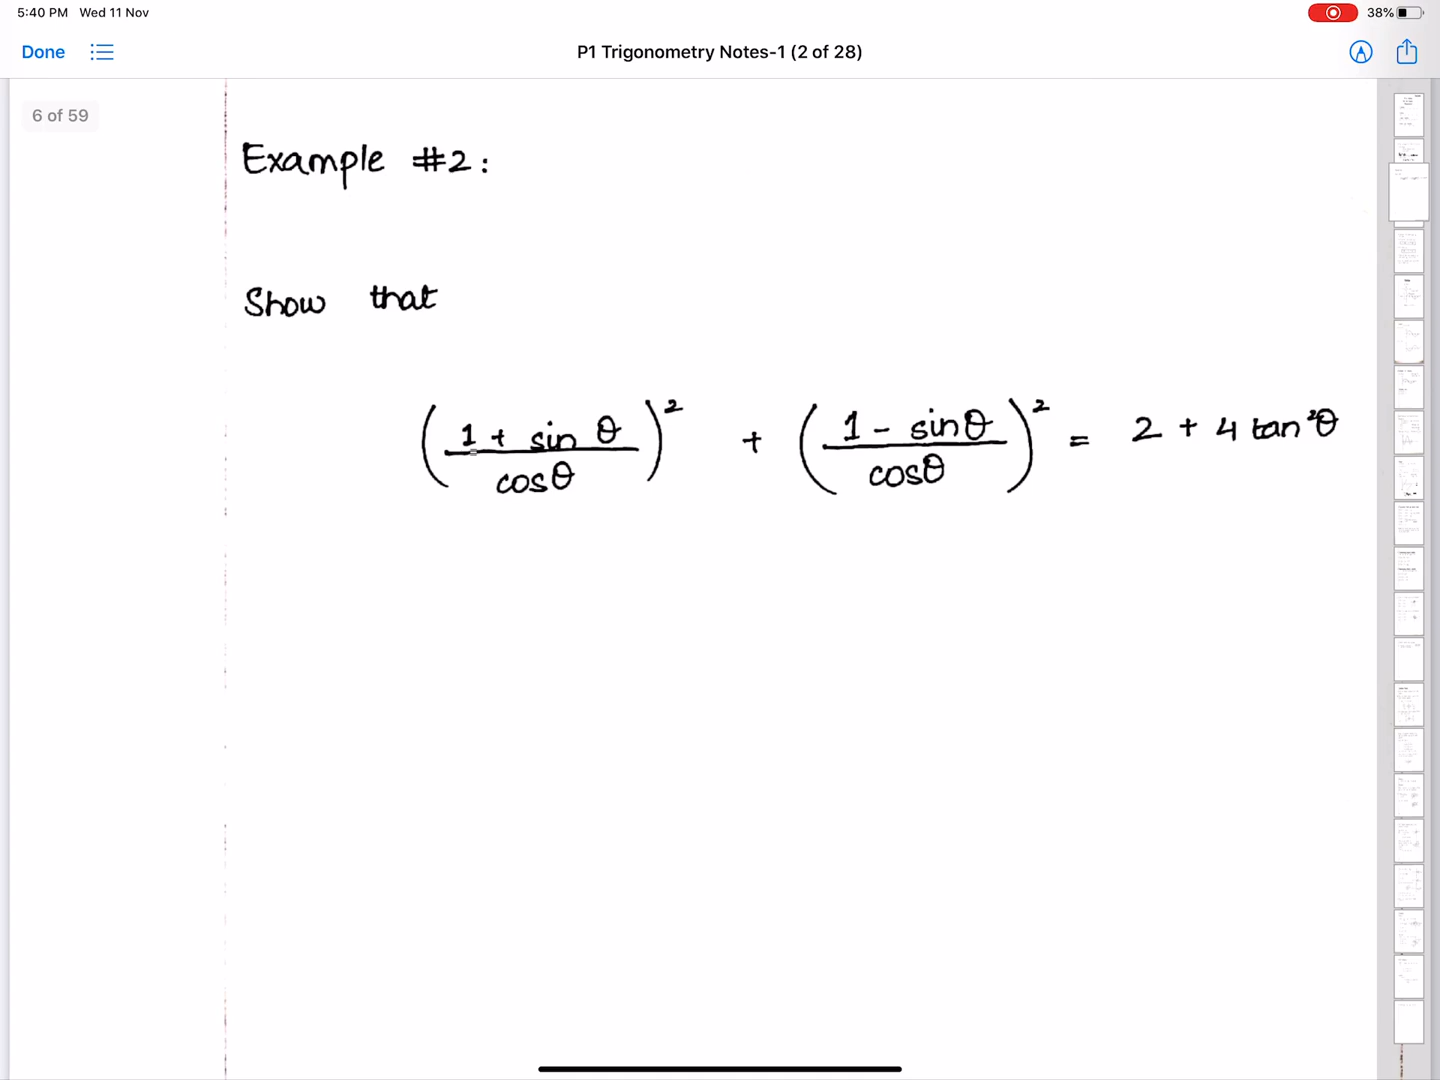 5:40 PM Wed 11 Nov 38%
Done P1 Trigonometry Notes-1 (2 of 28)
6 of 59
Example #2:
Show that
((1 + sin θ)/(cosθ))² + ((1 - sinθ)/(cosθ))² = 2 + 4 tan²θ